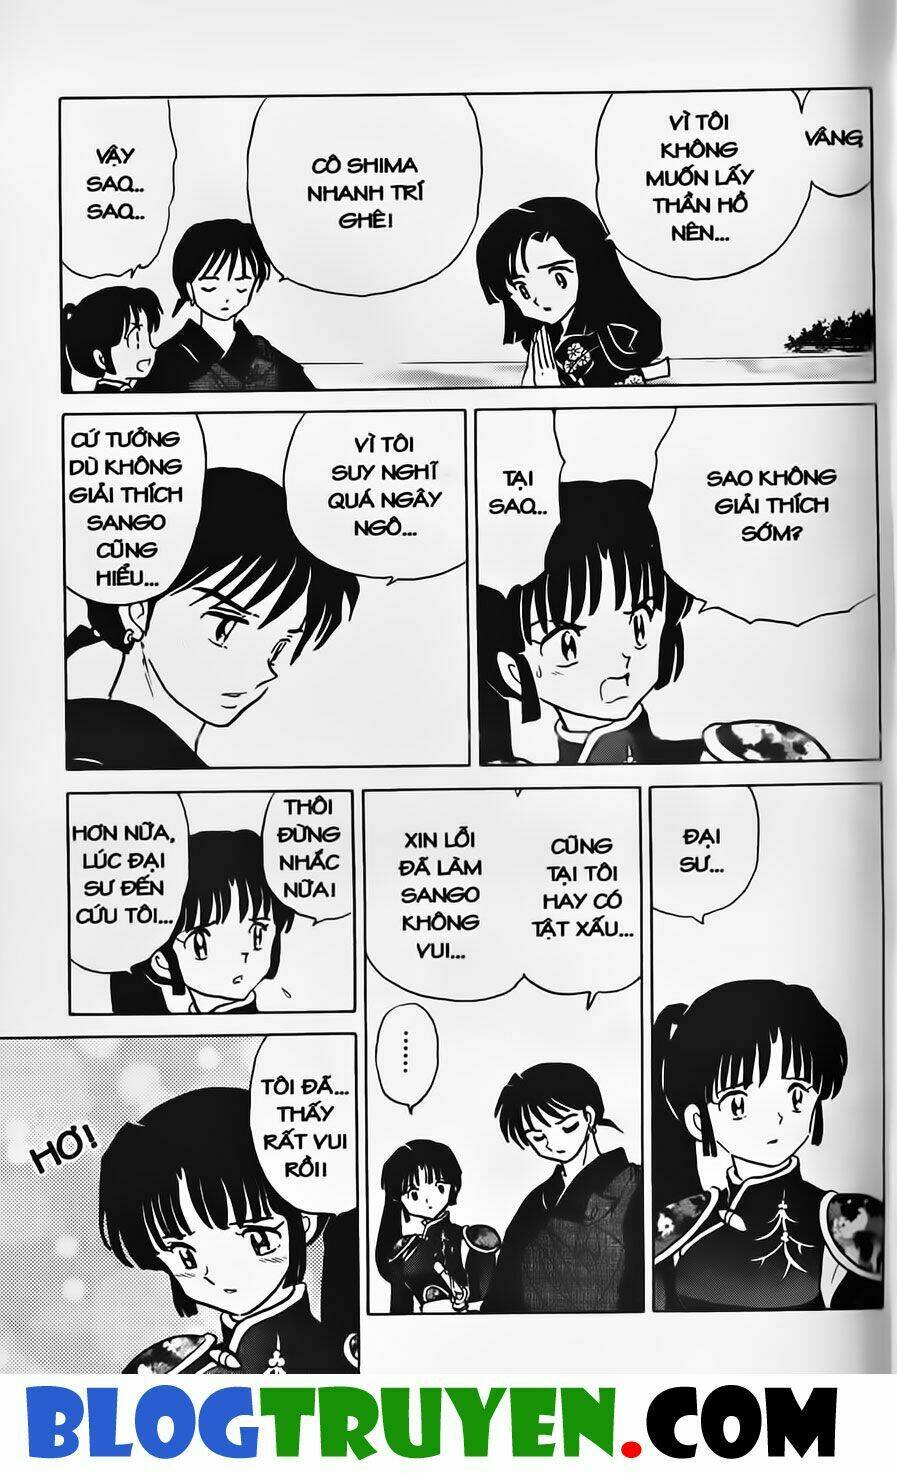 VÂNG,
VÌ TÔI
KHÔNG
MUỐN LẤY
THẦN HỒ
NÊN...
CÔ SHIMA
NHANH TRÍ
GHÊ!
VẬY
SAO...
SAO...
SAO KHÔNG
GIẢI THÍCH
SỚM?
TẠI
SAO...
VÌ TÔI
SUY NGHĨ
QUÁ NGÂY
NGÔ...
CỨ TƯỞNG
DÙ KHÔNG
GIẢI THÍCH
SANGO
CŨNG
HIỂU...
ĐẠI
SƯ...
CŨNG
TẠI TÔI
HAY CÓ
TẬT XẤU...
XIN LỖI
ĐÃ LÀM
SANGO
KHÔNG
VUI...
......
THÔI
ĐỪNG
NHẮC
NỮA!
HƠN NỮA,
LÚC ĐẠI
SƯ ĐẾN
CỨU TÔI...
TÔI ĐÃ...
THẤY
RẤT VUI
RỒI!
HƠ!
BLOGTRUYEN.COM